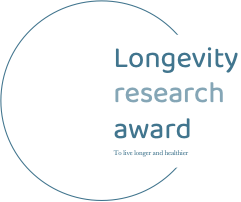 Longevity
research
award
To live longer and healthier